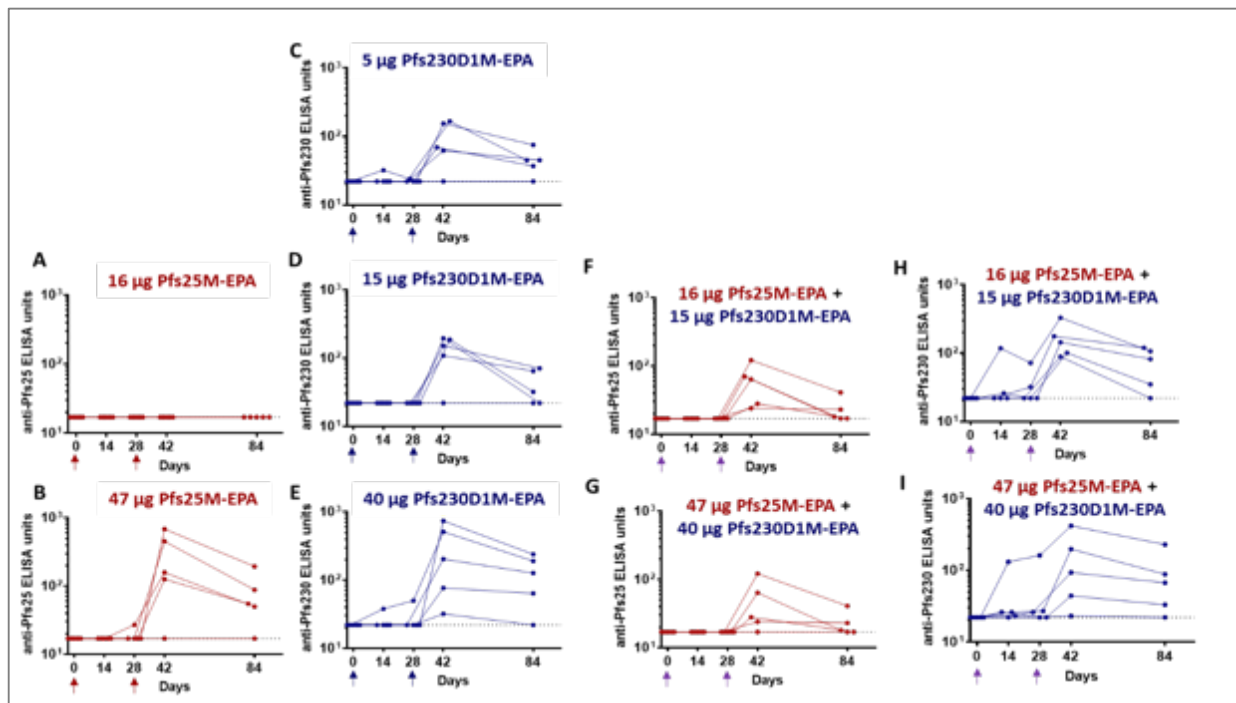 C
5 µg Pfs230D1M-EPA
anti-Pfs230 ELISA units
10³
10²
10¹
0 14 28 42 84
Days
A
16 µg Pfs25M-EPA
anti-Pfs25 ELISA units
10³
10²
10¹
0 14 28 42 84
Days
D
15 µg Pfs230D1M-EPA
anti-Pfs230 ELISA units
10³
10²
10¹
0 14 28 42 84
Days
F
16 µg Pfs25M-EPA +
15 µg Pfs230D1M-EPA
anti-Pfs25 ELISA units
10³
10²
10¹
0 14 28 42 84
Days
H
16 µg Pfs25M-EPA +
15 µg Pfs230D1M-EPA
anti-Pfs230 ELISA units
10³
10²
10¹
0 14 28 42 84
Days
B
47 µg Pfs25M-EPA
anti-Pfs25 ELISA units
10³
10²
10¹
0 14 28 42 84
Days
E
40 µg Pfs230D1M-EPA
anti-Pfs230 ELISA units
10³
10²
10¹
0 14 28 42 84
Days
G
47 µg Pfs25M-EPA +
40 µg Pfs230D1M-EPA
anti-Pfs25 ELISA units
10³
10²
10¹
0 14 28 42 84
Days
I
47 µg Pfs25M-EPA +
40 µg Pfs230D1M-EPA
anti-Pfs230 ELISA units
10³
10²
10¹
0 14 28 42 84
Days